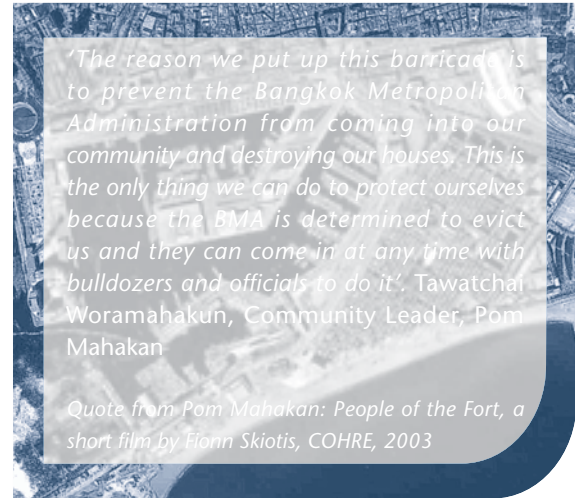 ‘The reason we put up this barricade is
to prevent the Bangkok Metropolitan
Administration from coming into our
community and destroying our houses. This is
the only thing we can do to protect ourselves
because the BMA is determined to evict
us and they can come in at any time with
bulldozers and officials to do it’. Tawatchai
Woramahakun, Community Leader, Pom
Mahakan
Quote from Pom Mahakan: People of the Fort, a
short film by Fionn Skiotis, COHRE, 2003